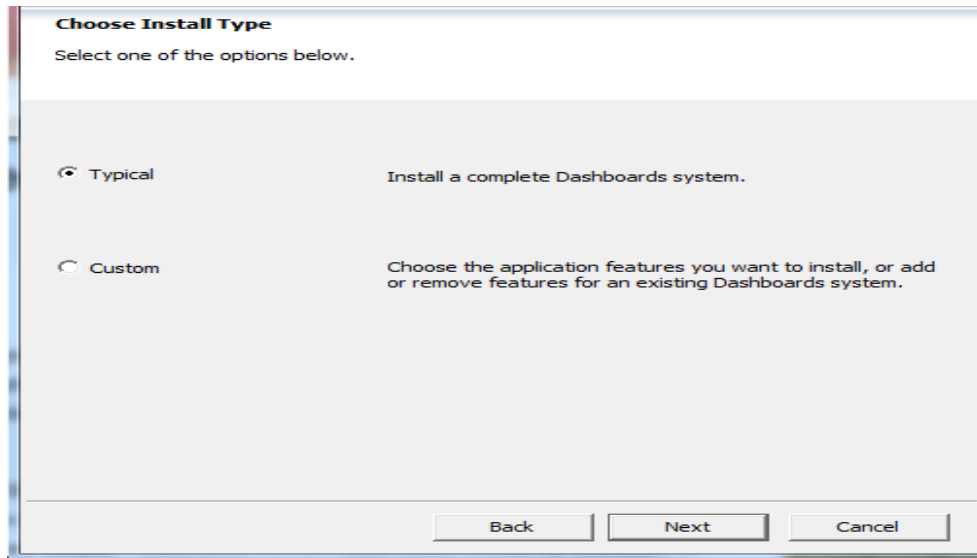 Choose Install Type
Select one of the options below.
Typical
Install a complete Dashboards system.
Custom
Choose the application features you want to install, or add
or remove features for an existing Dashboards system.
Back
Next
Cancel